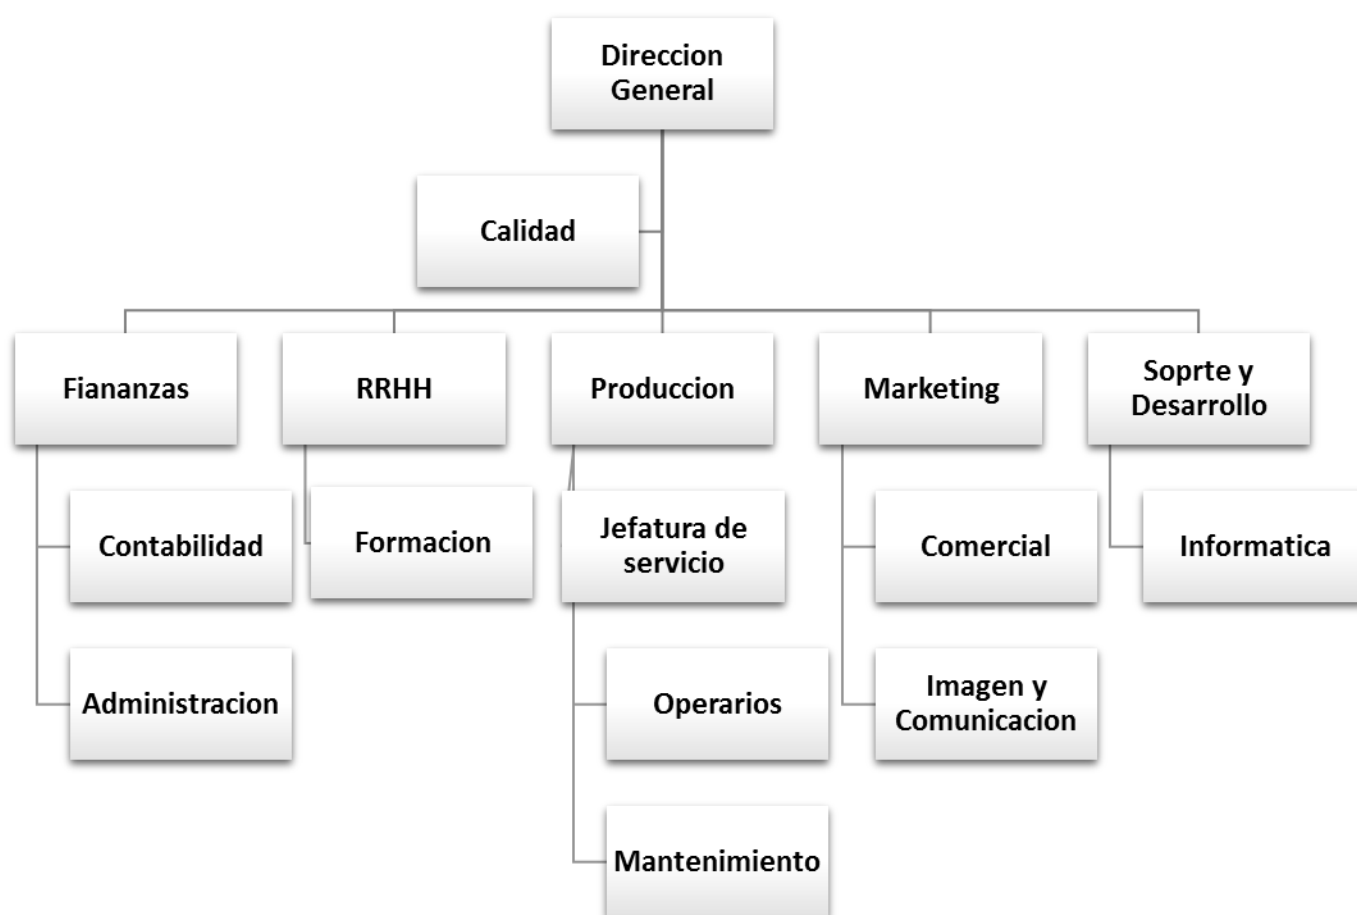 Direccion
General
Calidad
Fiananzas
RRHH
Produccion
Marketing
Soprte y
Desarrollo
Contabilidad
Formacion
Jefatura de
servicio
Comercial
Informatica
Administracion
Operarios
Imagen y
Comunicacion
Mantenimiento